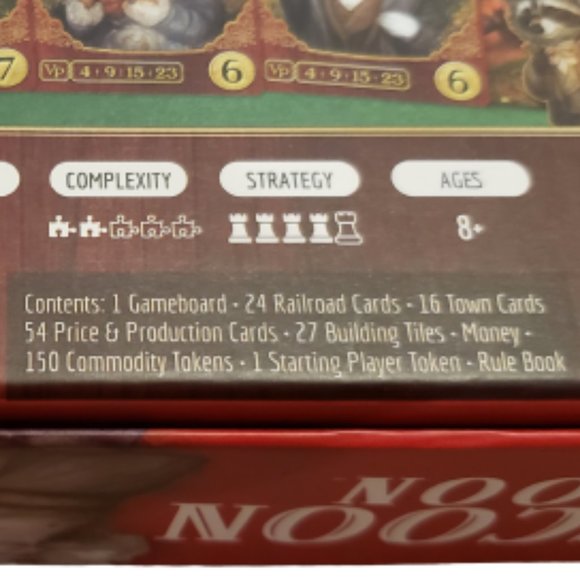 7 VP 4·9·15·23 6 VP 4·9·15·23 6
COMPLEXITY STRATEGY AGES
8+
Contents: 1 Gameboard - 24 Railroad Cards - 16 Town Cards
54 Price & Production Cards - 27 Building Tiles - Money -
150 Commodity Tokens - 1 Starting Player Token - Rule Book